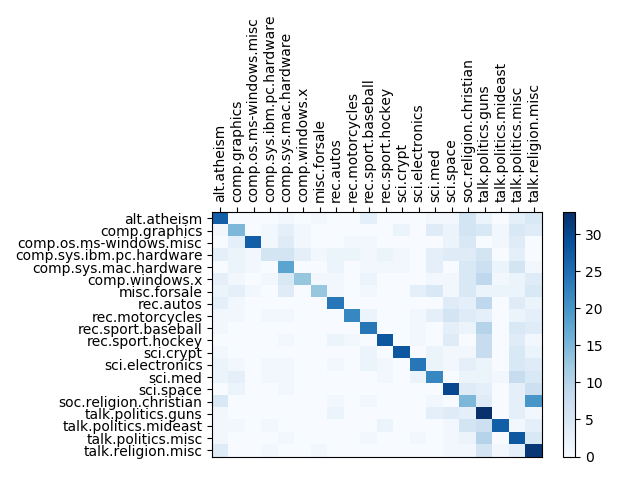 alt.atheism
comp.graphics
comp.os.ms-windows.misc
comp.sys.ibm.pc.hardware
comp.sys.mac.hardware
comp.windows.x
misc.forsale
rec.autos
rec.motorcycles
rec.sport.baseball
rec.sport.hockey
sci.crypt
sci.electronics
sci.med
sci.space
soc.religion.christian
talk.politics.guns
talk.politics.mideast
talk.politics.misc
talk.religion.misc
alt.atheism
comp.graphics
comp.os.ms-windows.misc
comp.sys.ibm.pc.hardware
comp.sys.mac.hardware
comp.windows.x
misc.forsale
rec.autos
rec.motorcycles
rec.sport.baseball
rec.sport.hockey
sci.crypt
sci.electronics
sci.med
sci.space
soc.religion.christian
talk.politics.guns
talk.politics.mideast
talk.politics.misc
talk.religion.misc
30
25
20
15
10
5
0